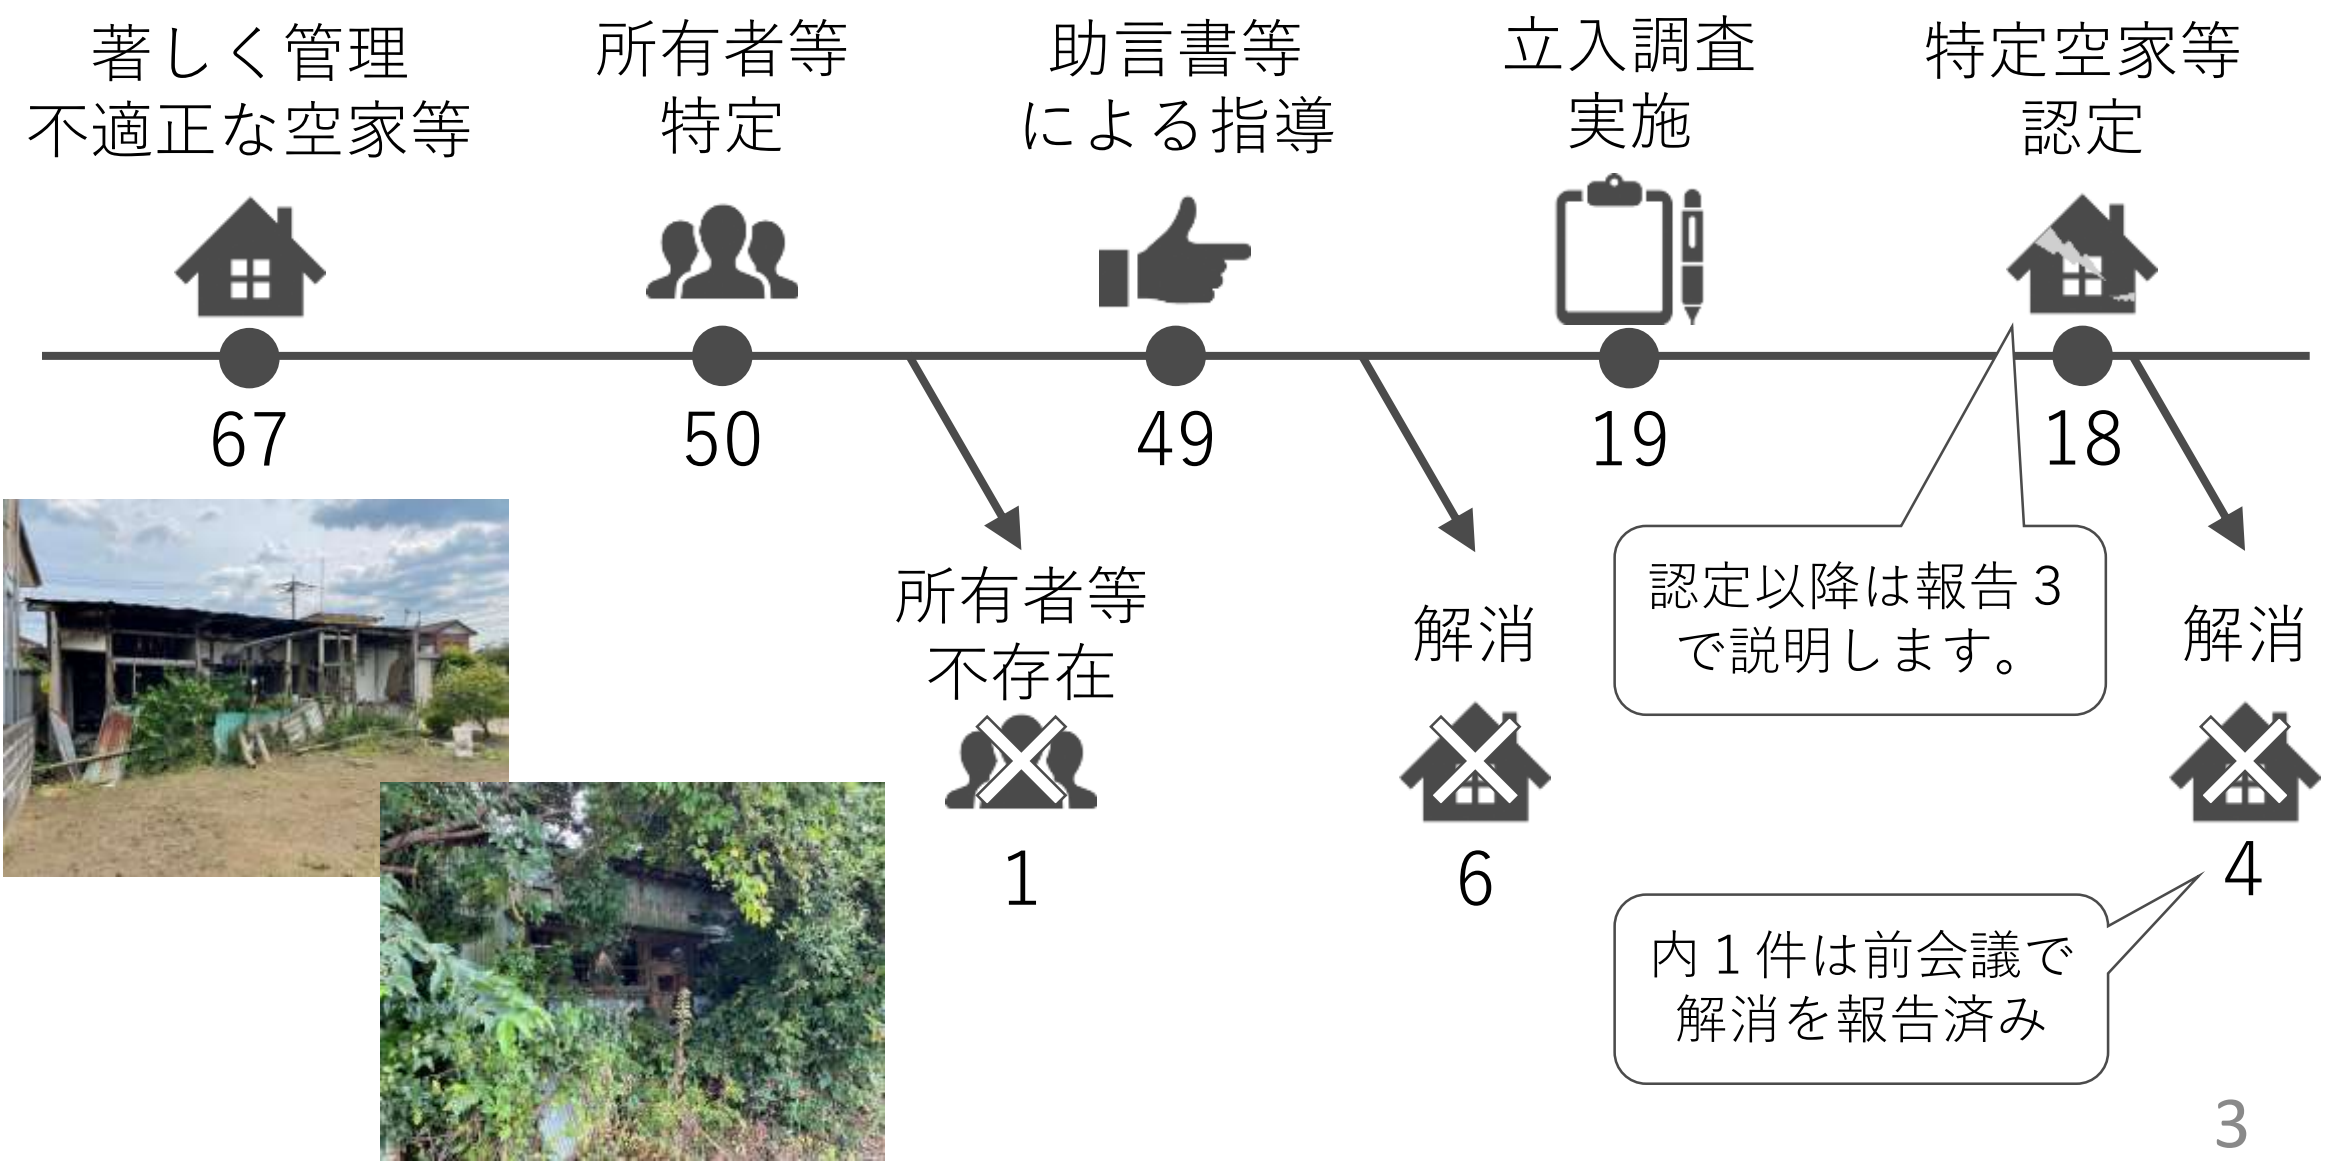 著しく管理
不適正な空家等
所有者等
特定
助言書等
による指導
立入調査
実施
特定空家等
認定
67
50
49
19
18
所有者等
不存在
1
解消
6
認定以降は報告３
で説明します。
解消
4
内１件は前会議で
解消を報告済み
3